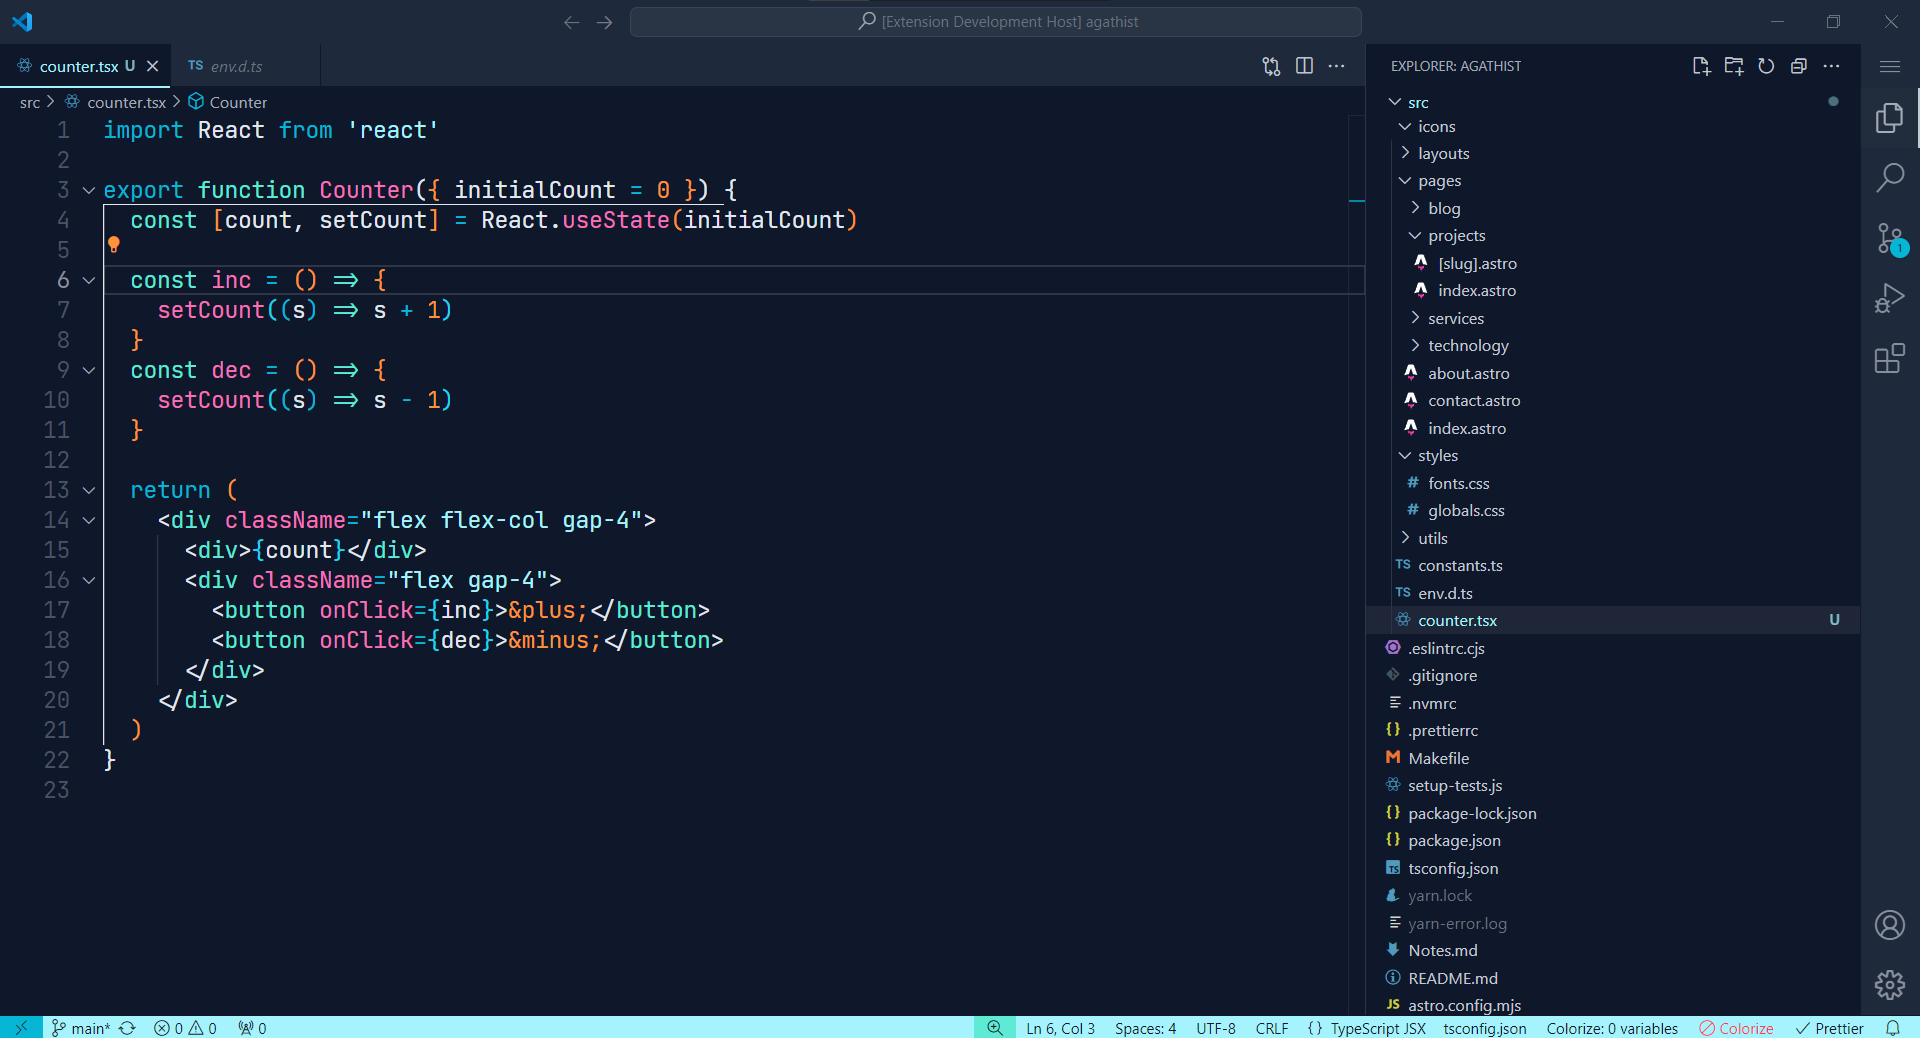 [Extension Development Host] agathist
counter.tsx U
TS env.d.ts
EXPLORER: AGATHIST
src > counter.tsx > Counter
1 import React from 'react'
2
3 export function Counter({ initialCount = 0 }) {
4 const [count, setCount] = React.useState(initialCount)
5
6 const inc = () => {
7 setCount((s) => s + 1)
8 }
9 const dec = () => {
10 setCount((s) => s - 1)
11 }
12
13 return (
14 <div className="flex flex-col gap-4">
15 <div>{count}</div>
16 <div className="flex gap-4">
17 <button onClick={inc}>&plus;</button>
18 <button onClick={dec}>&minus;</button>
19 </div>
20 </div>
21 )
22 }
23
src
icons
layouts
pages
blog
projects
[slug].astro
index.astro
services
technology
about.astro
contact.astro
index.astro
styles
# fonts.css
# globals.css
utils
TS constants.ts
TS env.d.ts
counter.tsx U
.eslintrc.cjs
.gitignore
.nvmrc
{} .prettierrc
M Makefile
setup-tests.js
{} package-lock.json
{} package.json
TS tsconfig.json
yarn.lock
yarn-error.log
Notes.md
README.md
JS astro.config.mjs
1
main* 0 0 0
Ln 6, Col 3 Spaces: 4 UTF-8 CRLF {} TypeScript JSX tsconfig.json Colorize: 0 variables Colorize Prettier